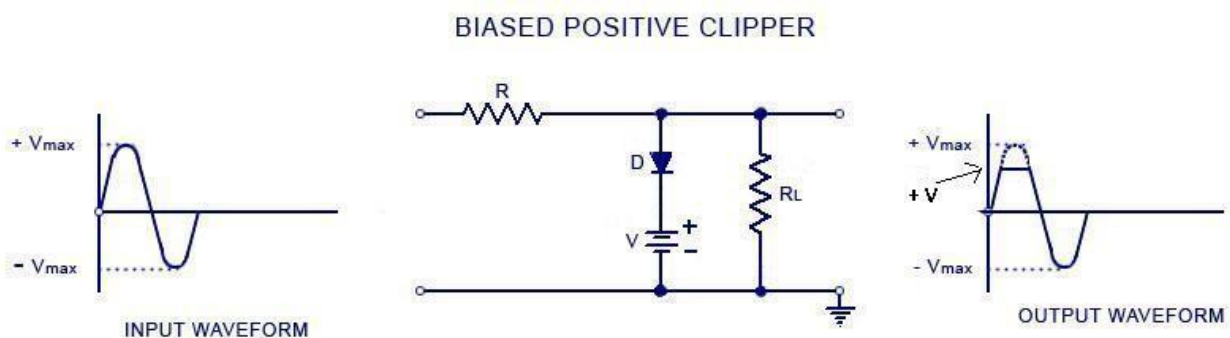 BIASED POSITIVE CLIPPER
+ Vmax
- Vmax
INPUT WAVEFORM
R
D
V
+
-
RL
+ Vmax
+ V
- Vmax
OUTPUT WAVEFORM